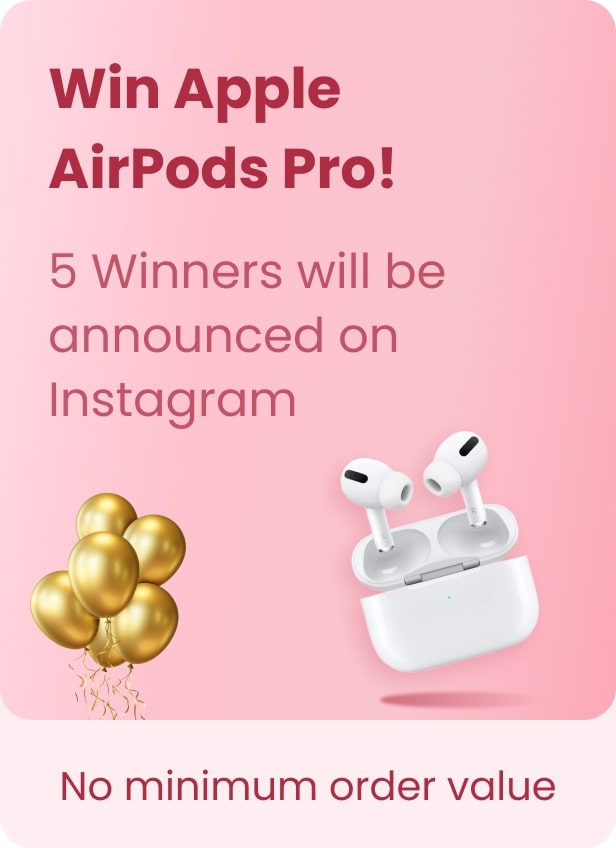 Win Apple
AirPods Pro!
5 Winners will be
announced on
Instagram
No minimum order value